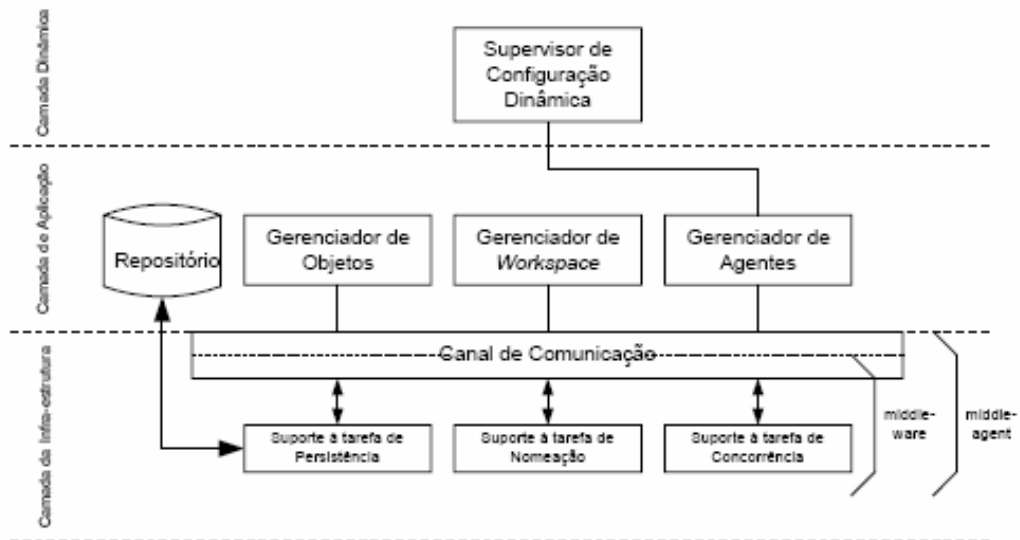 Camada Dinâmica
Supervisor de
Configuração
Dinâmica
Camada de Aplicação
Repositório
Gerenciador de
Objetos
Gerenciador de
Workspace
Gerenciador de
Agentes
Camada da Infra-estrutura
Canal de Comunicação
Suporte à tarefa de
Persistência
Suporte à tarefa de
Nomeação
Suporte à tarefa de
Concorrência
middle-
ware
middle-
agent